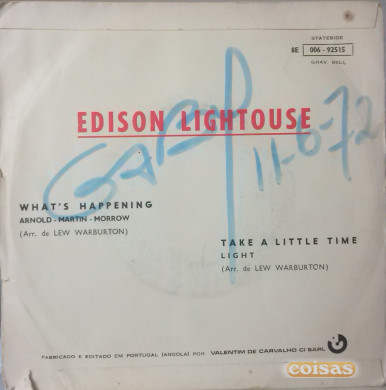 STATESIDE
8E 006 - 92515
GRAV. BELL
EDISON LIGHTOUSE
11-6-72
WHAT'S HAPPENING
ARNOLD - MARTIN - MORROW
(Arr. de LEW WARBURTON)
TAKE A LITTLE TIME
LIGHT
(Arr. de LEW WARBURTON)
FABRICADO E EDITADO EM PORTUGAL (ANGOLA) POR VALENTIM DE CARVALHO CI SARL
coisas